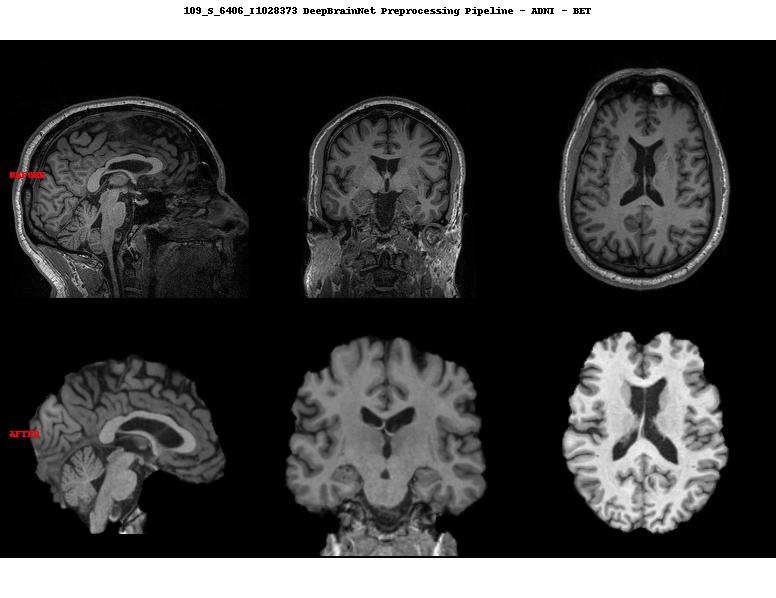 109_S_6406_I1028373 DeepBrainNet Preprocessing Pipeline - ADNI - BET
BEFORE
AFTER